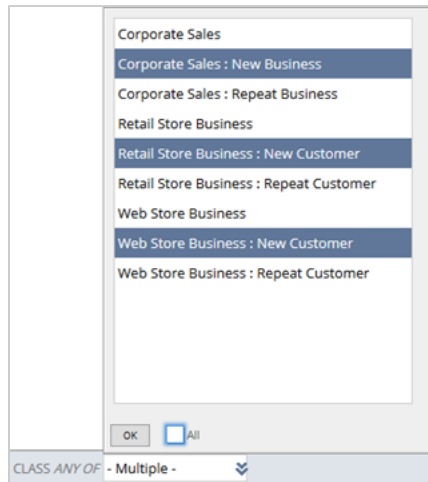 Corporate Sales
Corporate Sales : New Business
Corporate Sales : Repeat Business
Retail Store Business
Retail Store Business : New Customer
Retail Store Business : Repeat Customer
Web Store Business
Web Store Business : New Customer
Web Store Business : Repeat Customer
OK All
CLASS ANY OF - Multiple -